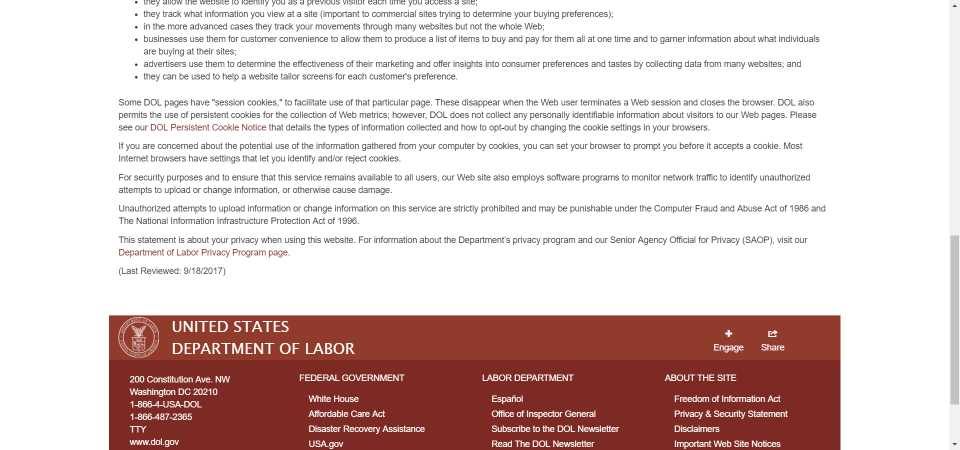 they allow the website to identify you as a previous visitor each time you access a site;
they track what information you view at a site (important to commercial sites trying to determine your buying preferences);
in the more advanced cases they track your movements through many websites but not the whole Web;
businesses use them for customer convenience to allow them to produce a list of items to buy and pay for them all at one time and to garner information about what individuals
are buying at their sites;
advertisers use them to determine the effectiveness of their marketing and offer insights into consumer preferences and tastes by collecting data from many websites; and
they can be used to help a website tailor screens for each customer's preference.
Some DOL pages have "session cookies," to facilitate use of that particular page. These disappear when the Web user terminates a Web session and closes the browser. DOL also
permits the use of persistent cookies for the collection of Web metrics; however, DOL does not collect any personally identifiable information about visitors to our Web pages. Please
see our DOL Persistent Cookie Notice that details the types of information collected and how to opt-out by changing the cookie settings in your browsers.
If you are concerned about the potential use of the information gathered from your computer by cookies, you can set your browser to prompt you before it accepts a cookie. Most
Internet browsers have settings that let you identify and/or reject cookies.
For security purposes and to ensure that this service remains available to all users, our Web site also employs software programs to monitor network traffic to identify unauthorized
attempts to upload or change information, or otherwise cause damage.
Unauthorized attempts to upload information or change information on this service are strictly prohibited and may be punishable under the Computer Fraud and Abuse Act of 1986 and
The National Information Infrastructure Protection Act of 1996.
This statement is about your privacy when using this website. For information about the Department's privacy program and our Senior Agency Official for Privacy (SAOP), visit our
Department of Labor Privacy Program page.
(Last Reviewed: 9/18/2017)
UNITED STATES
DEPARTMENT OF LABOR
Engage
Share
200 Constitution Ave. NW
Washington DC 20210
1-866-4-USA-DOL
1-866-487-2365
TTY
www.dol.gov
FEDERAL GOVERNMENT
White House
Affordable Care Act
Disaster Recovery Assistance
USA.gov
LABOR DEPARTMENT
Español
Office of Inspector General
Subscribe to the DOL Newsletter
Read The DOL Newsletter
ABOUT THE SITE
Freedom of Information Act
Privacy & Security Statement
Disclaimers
Important Web Site Notices